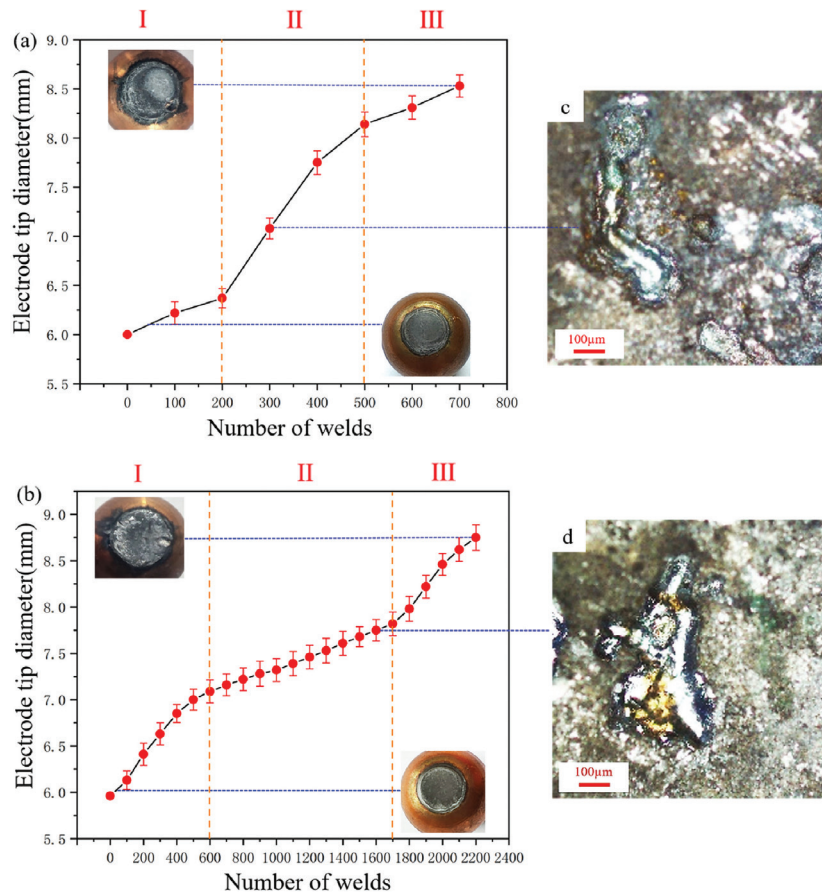 I II III
(a)
9.0
8.5
8.0
7.5
7.0
6.5
6.0
5.5
Electrode tip diameter(mm)
0 100 200 300 400 500 600 700 800
Number of welds
c
100μm
I II III
(b)
9.0
8.5
8.0
7.5
7.0
6.5
6.0
5.5
Electrode tip diameter(mm)
0 200 400 600 800 1000 1200 1400 1600 1800 2000 2200 2400
Number of welds
d
100μm